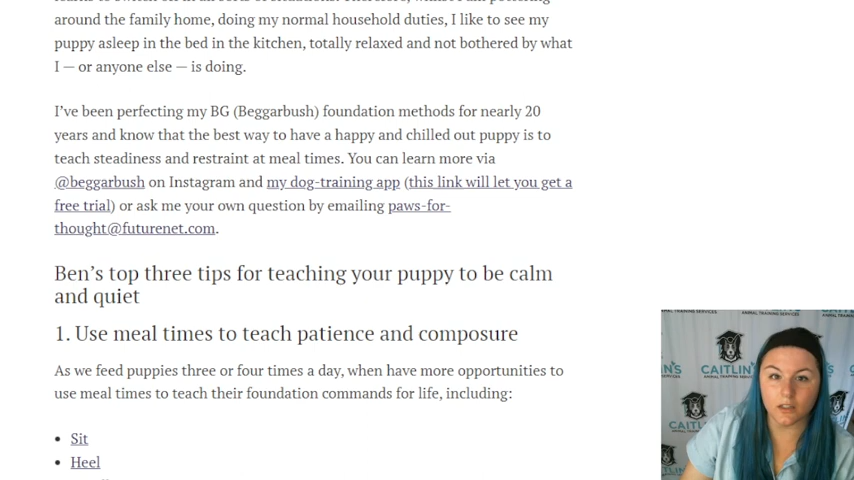 around the family home, doing my normal household duties, I like to see my
puppy asleep in the bed in the kitchen, totally relaxed and not bothered by what
I — or anyone else — is doing.
I've been perfecting my BG (Beggarbush) foundation methods for nearly 20
years and know that the best way to have a happy and chilled out puppy is to
teach steadiness and restraint at meal times. You can learn more via
@beggarbush on Instagram and my dog-training app (this link will let you get a
free trial) or ask me your own question by emailing paws-for-
thought@futurenet.com.
Ben's top three tips for teaching your puppy to be calm
and quiet
1. Use meal times to teach patience and composure
As we feed puppies three or four times a day, when have more opportunities to
use meal times to teach their foundation commands for life, including:
• Sit
• Heel
ANIMAL TRAINING SERVICES
CAITLIN'S
ANIMAL TRAINING SERVICES
CAITLIN